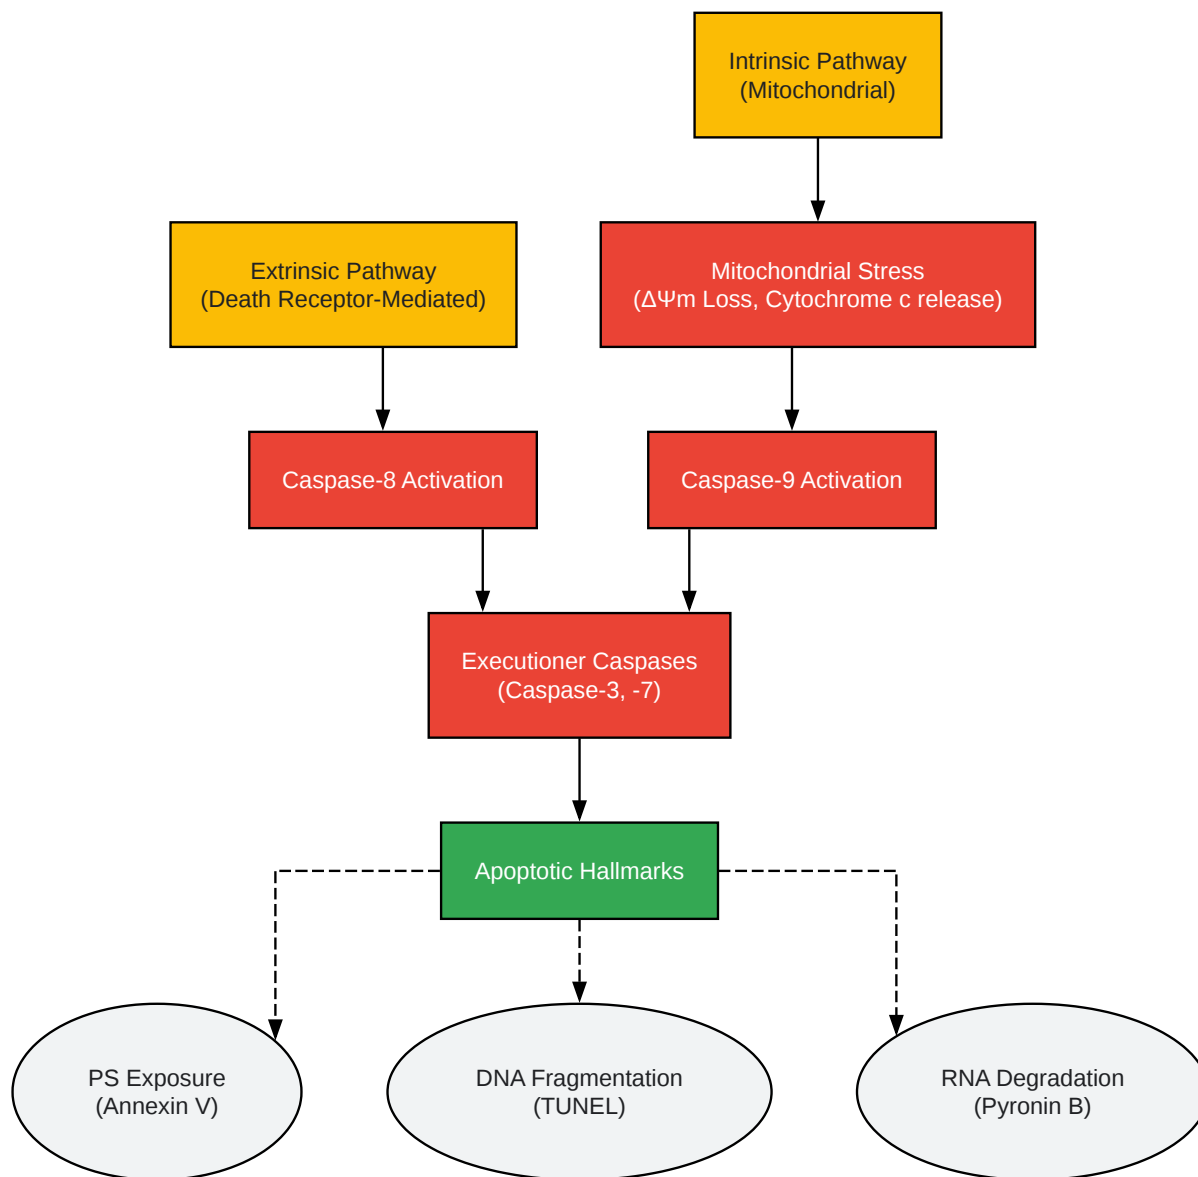 Intrinsic Pathway
(Mitochondrial)
Extrinsic Pathway
(Death Receptor-Mediated)
Mitochondrial Stress
(ΔΨm Loss, Cytochrome c release)
Caspase-8 Activation
Caspase-9 Activation
Executioner Caspases
(Caspase-3, -7)
Apoptotic Hallmarks
PS Exposure
(Annexin V)
DNA Fragmentation
(TUNEL)
RNA Degradation
(Pyronin B)